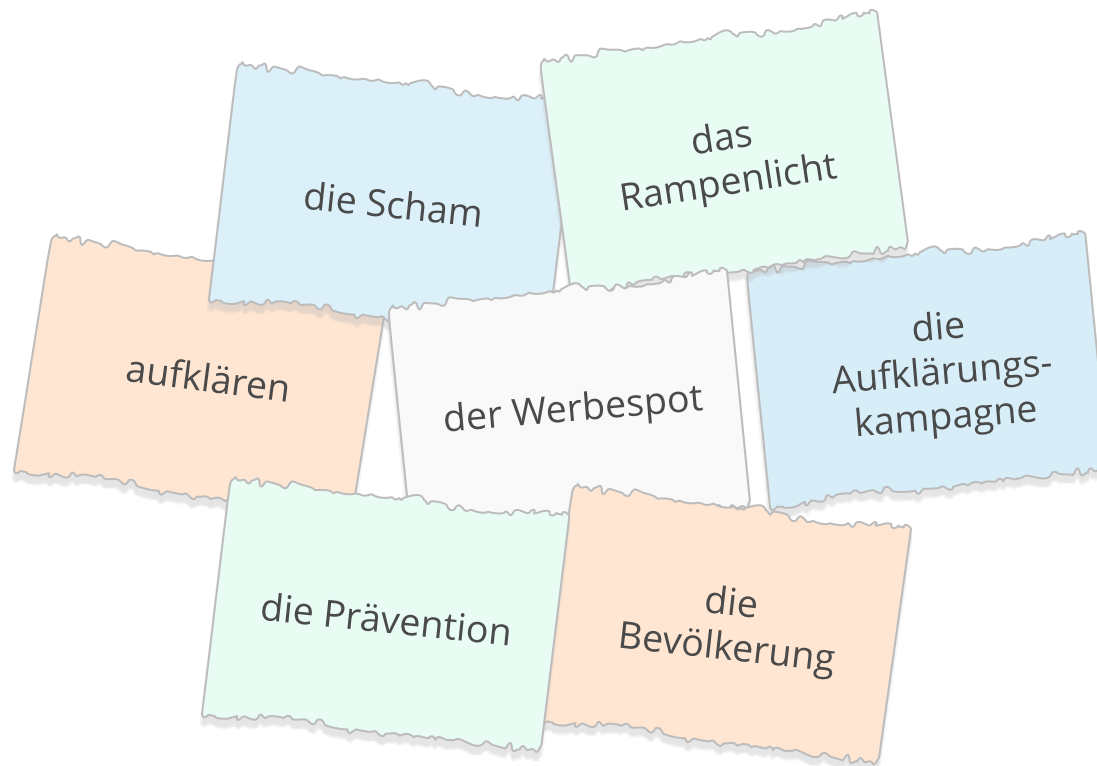 das
Rampenlicht
die Scham
aufklären
der Werbespot
die
Aufklärungs-
kampagne
die Prävention
die
Bevölkerung